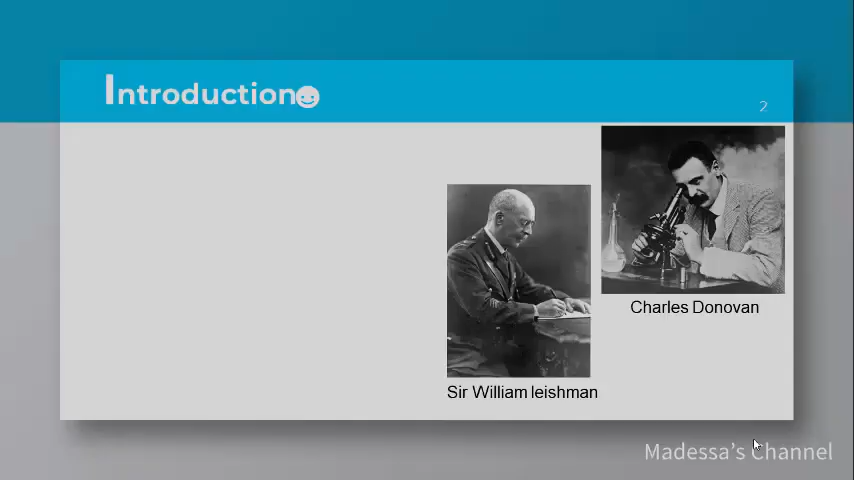 Introduction
2
Charles Donovan
Sir William leishman
Madessa's Channel